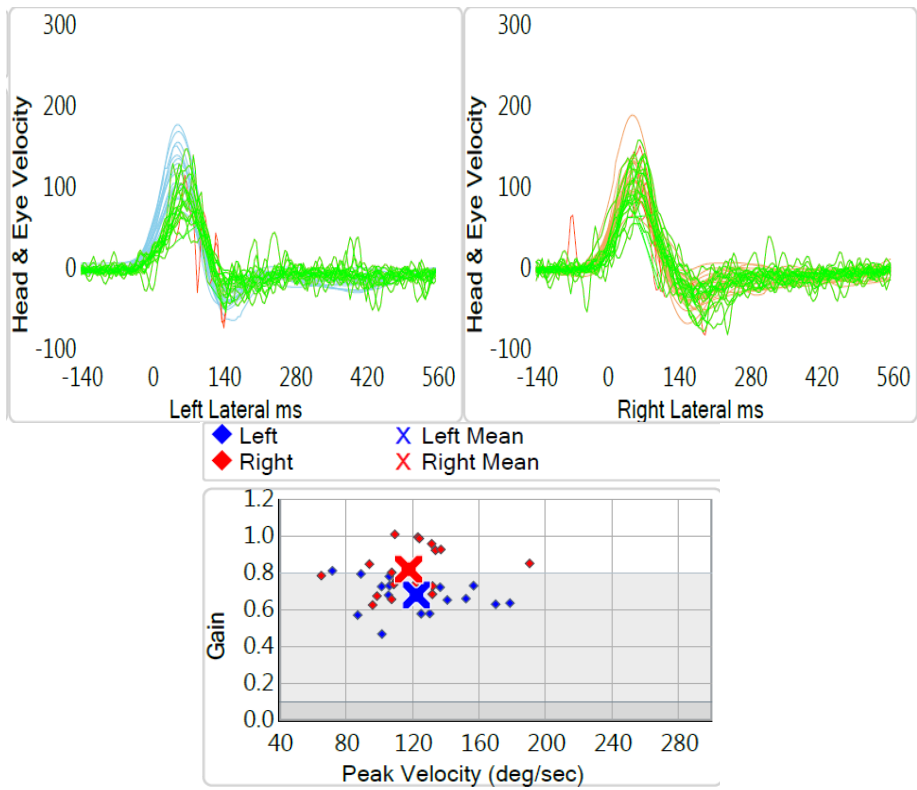 300
200
100
0
-100
Head & Eye Velocity
-140 0 140 280 420 560
Left Lateral ms
300
200
100
0
-100
Head & Eye Velocity
-140 0 140 280 420 560
Right Lateral ms
Left X Left Mean
Right X Right Mean
1.2
1.0
0.8
0.6
0.4
0.2
0.0
Gain
40 80 120 160 200 240 280
Peak Velocity (deg/sec)